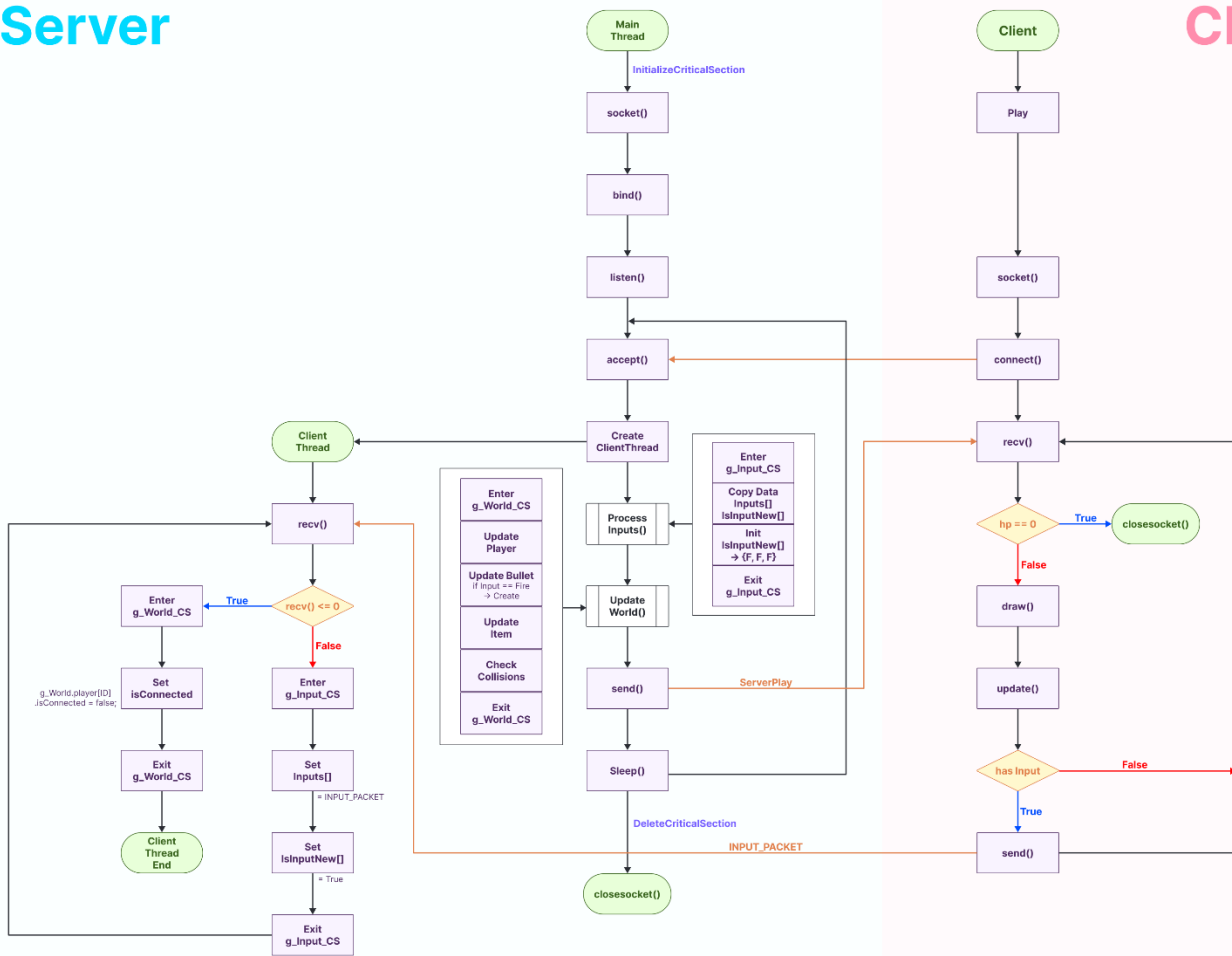 Server
Cl
Main
Thread
InitializeCriticalSection
socket()
bind()
listen()
accept()
Create
ClientThread
Process
Inputs()
Update
World()
send()
ServerPlay
Sleep()
DeleteCriticalSection
closesocket()
Enter
g_Input_CS
Copy Data
Inputs[]
IsInputNew[]
Init
IsInputNew[]
→ {F, F, F}
Exit
g_Input_CS
Enter
g_World_CS
Update
Player
Update Bullet
if Input == Fire
→ Create
Update
Item
Check
Collisions
Exit
g_World_CS
Client
Thread
recv()
recv() <= 0
True
False
Enter
g_World_CS
Set
isConnected
g_World.player[ID]
.isConnected = false;
Exit
g_World_CS
Client
Thread
End
Enter
g_Input_CS
Set
Inputs[]
= INPUT_PACKET
Set
IsInputNew[]
= True
Exit
g_Input_CS
Client
Play
socket()
connect()
recv()
hp == 0
True
closesocket()
False
draw()
update()
has Input
False
True
send()
INPUT_PACKET